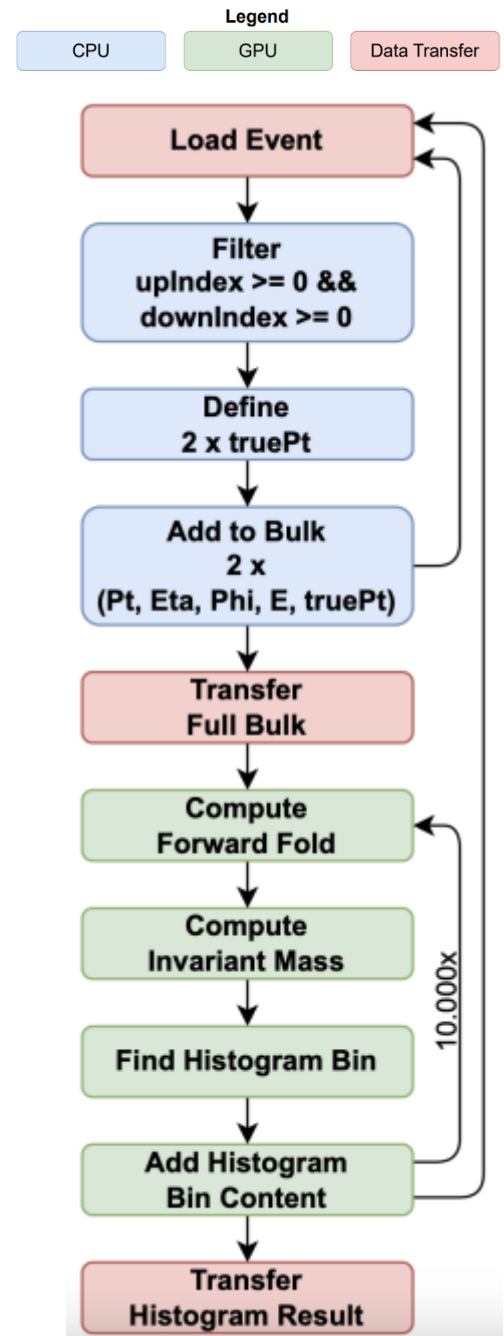 Legend
CPU
GPU
Data Transfer
Load Event
Filter
upIndex >= 0 &&
downIndex >= 0
Define
2 x truePt
Add to Bulk
2 x
(Pt, Eta, Phi, E, truePt)
Transfer
Full Bulk
Compute
Forward Fold
Compute
Invariant Mass
10.000x
Find Histogram Bin
Add Histogram
Bin Content
Transfer
Histogram Result